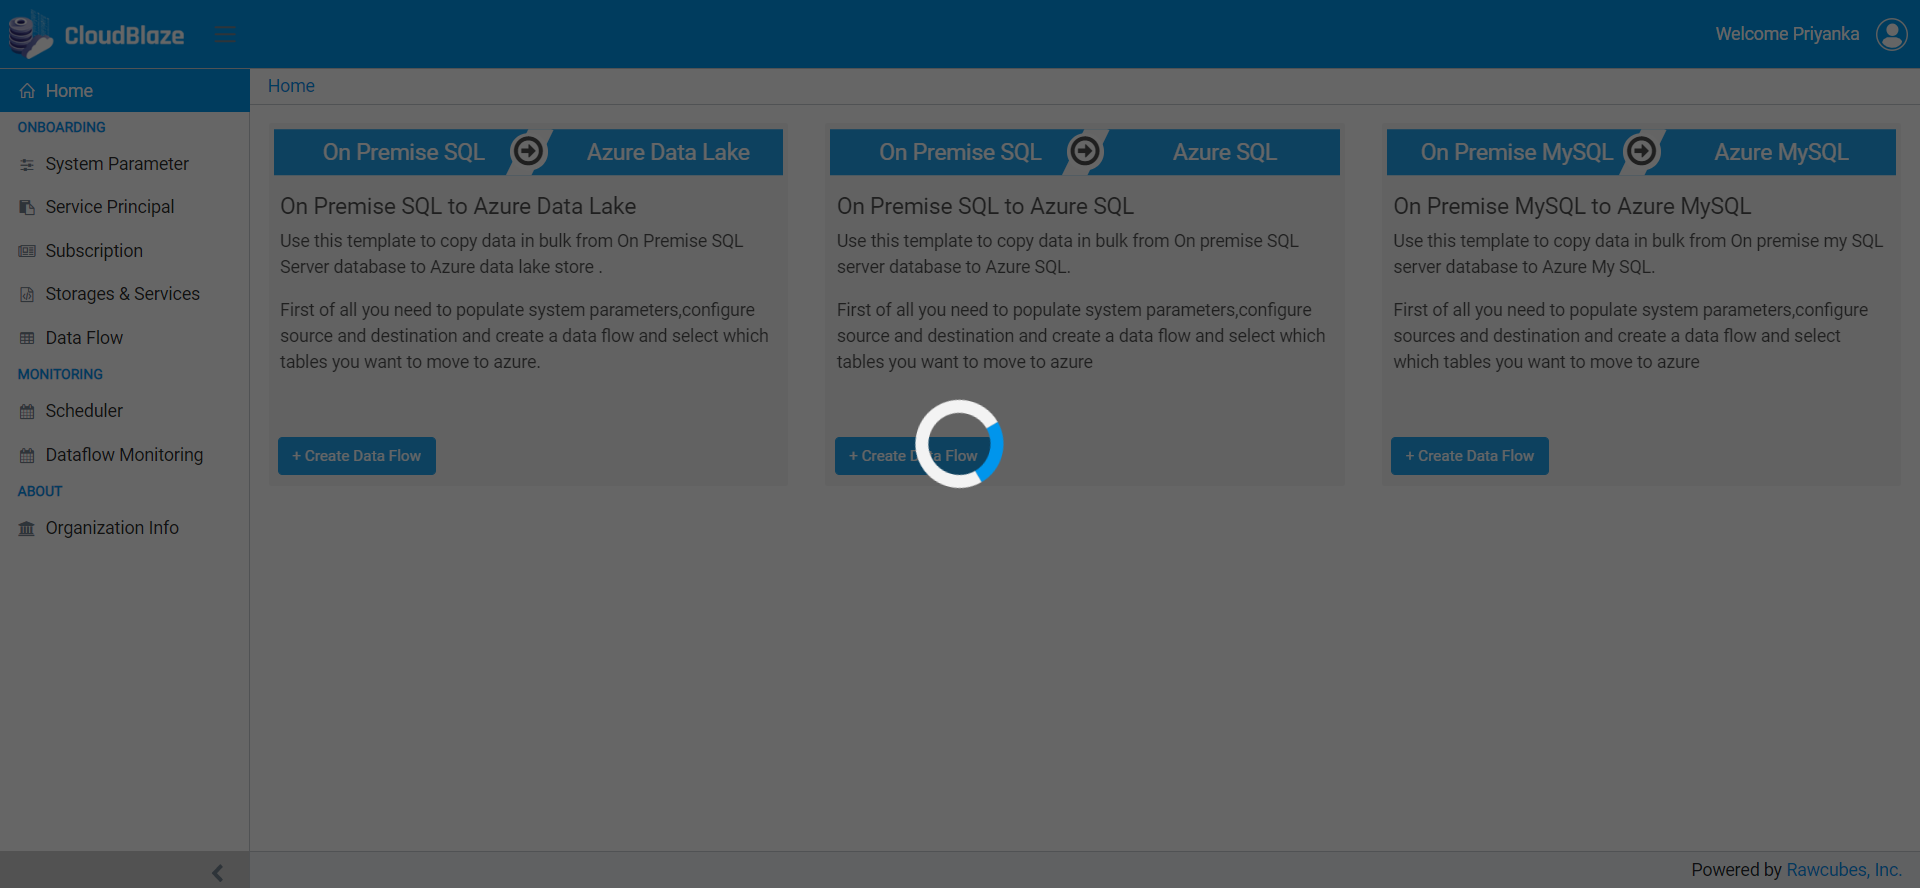 CloudBlaze
Welcome Priyanka
Home
ONBOARDING
System Parameter
Service Principal
Subscription
Storages & Services
Data Flow
MONITORING
Scheduler
Dataflow Monitoring
ABOUT
Organization Info
Home
On Premise SQL Azure Data Lake
On Premise SQL to Azure Data Lake
Use this template to copy data in bulk from On Premise SQL
Server database to Azure data lake store .
First of all you need to populate system parameters,configure
source and destination and create a data flow and select which
tables you want to move to azure.
+ Create Data Flow
On Premise SQL Azure SQL
On Premise SQL to Azure SQL
Use this template to copy data in bulk from On premise SQL
server database to Azure SQL.
First of all you need to populate system parameters,configure
source and destination and create a data flow and select which
tables you want to move to azure
+ Create Data Flow
On Premise MySQL Azure MySQL
On Premise MySQL to Azure MySQL
Use this template to copy data in bulk from On premise my SQL
server database to Azure My SQL.
First of all you need to populate system parameters,configure
sources and destination and create a data flow and select
which tables you want to move to azure
+ Create Data Flow
Powered by Rawcubes, Inc.